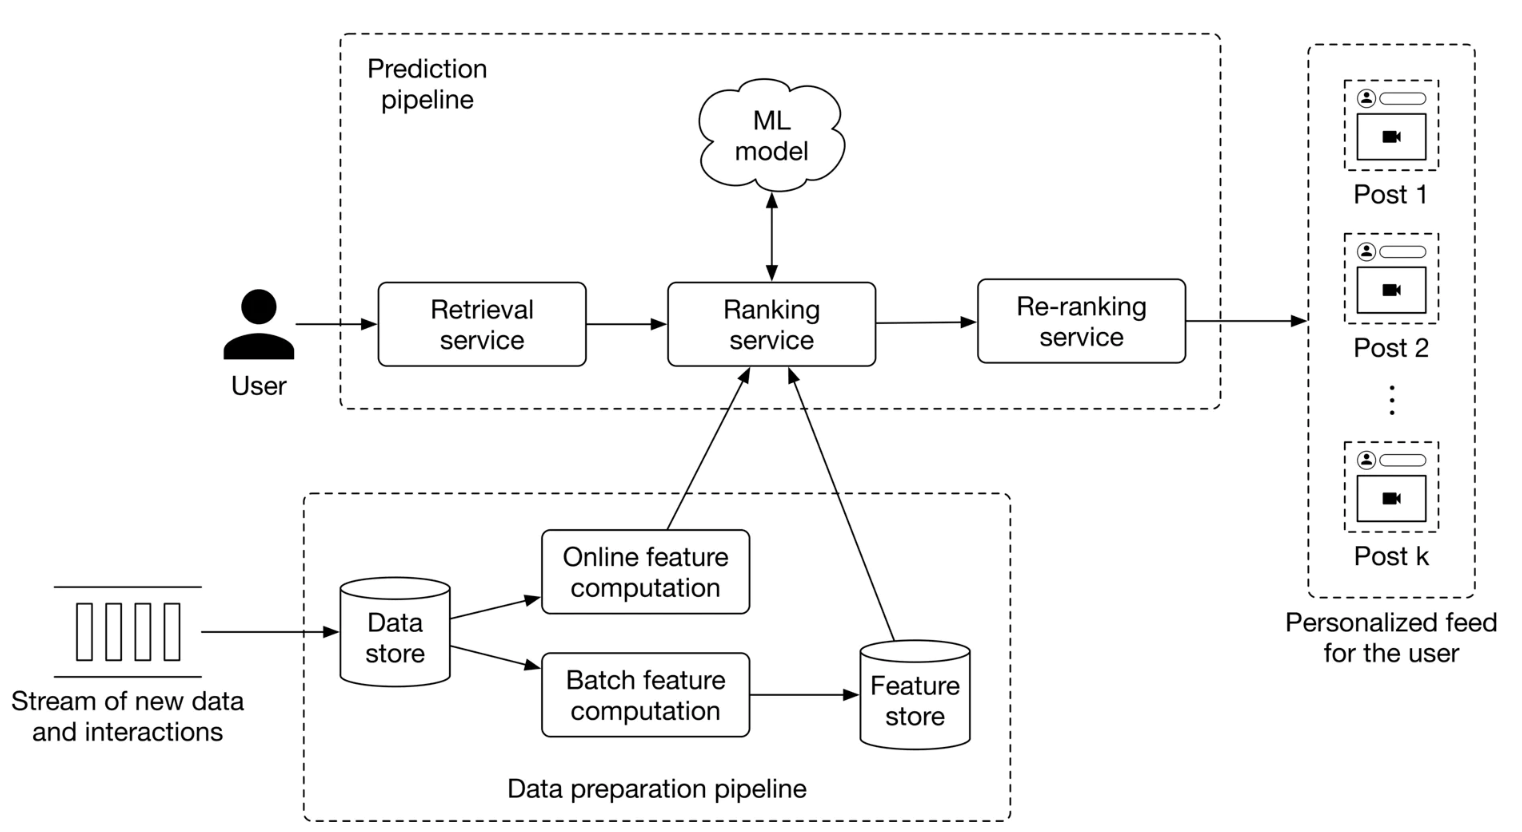 Prediction
pipeline
ML
model
Retrieval
service
Ranking
service
Re-ranking
service
User
Post 1
Post 2
Post k
Personalized feed
for the user
Online feature
computation
Data
store
Batch feature
computation
Feature
store
Stream of new data
and interactions
Data preparation pipeline